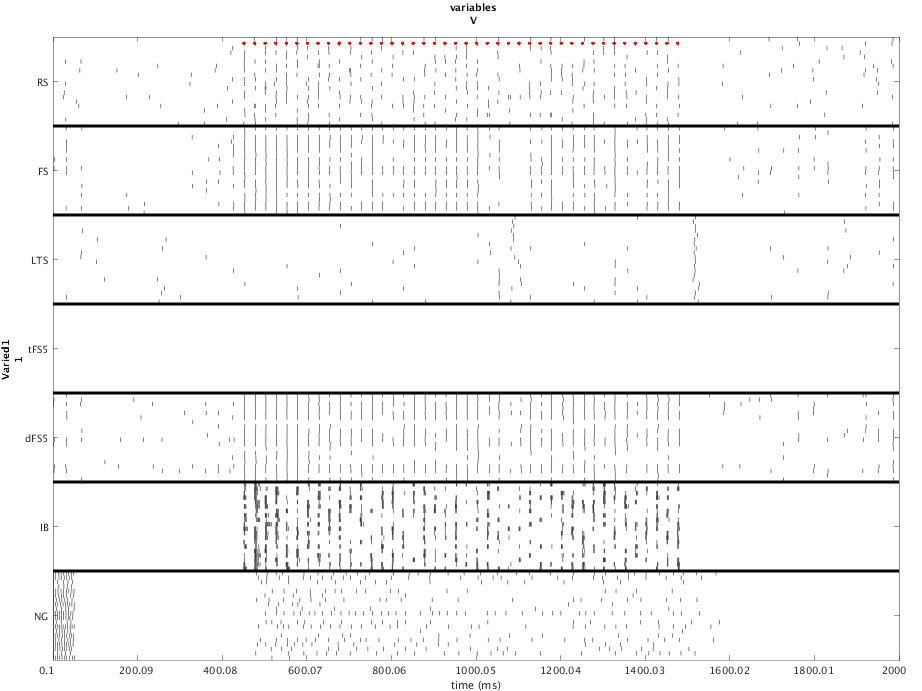 variables
V
RS
FS
LTS
tFS5
dFS5
IB
NG
Varied1
1
0.1 200.09 400.08 600.07 800.06 1000.05 1200.04 1400.03 1600.02 1800.01 2000
time (ms)